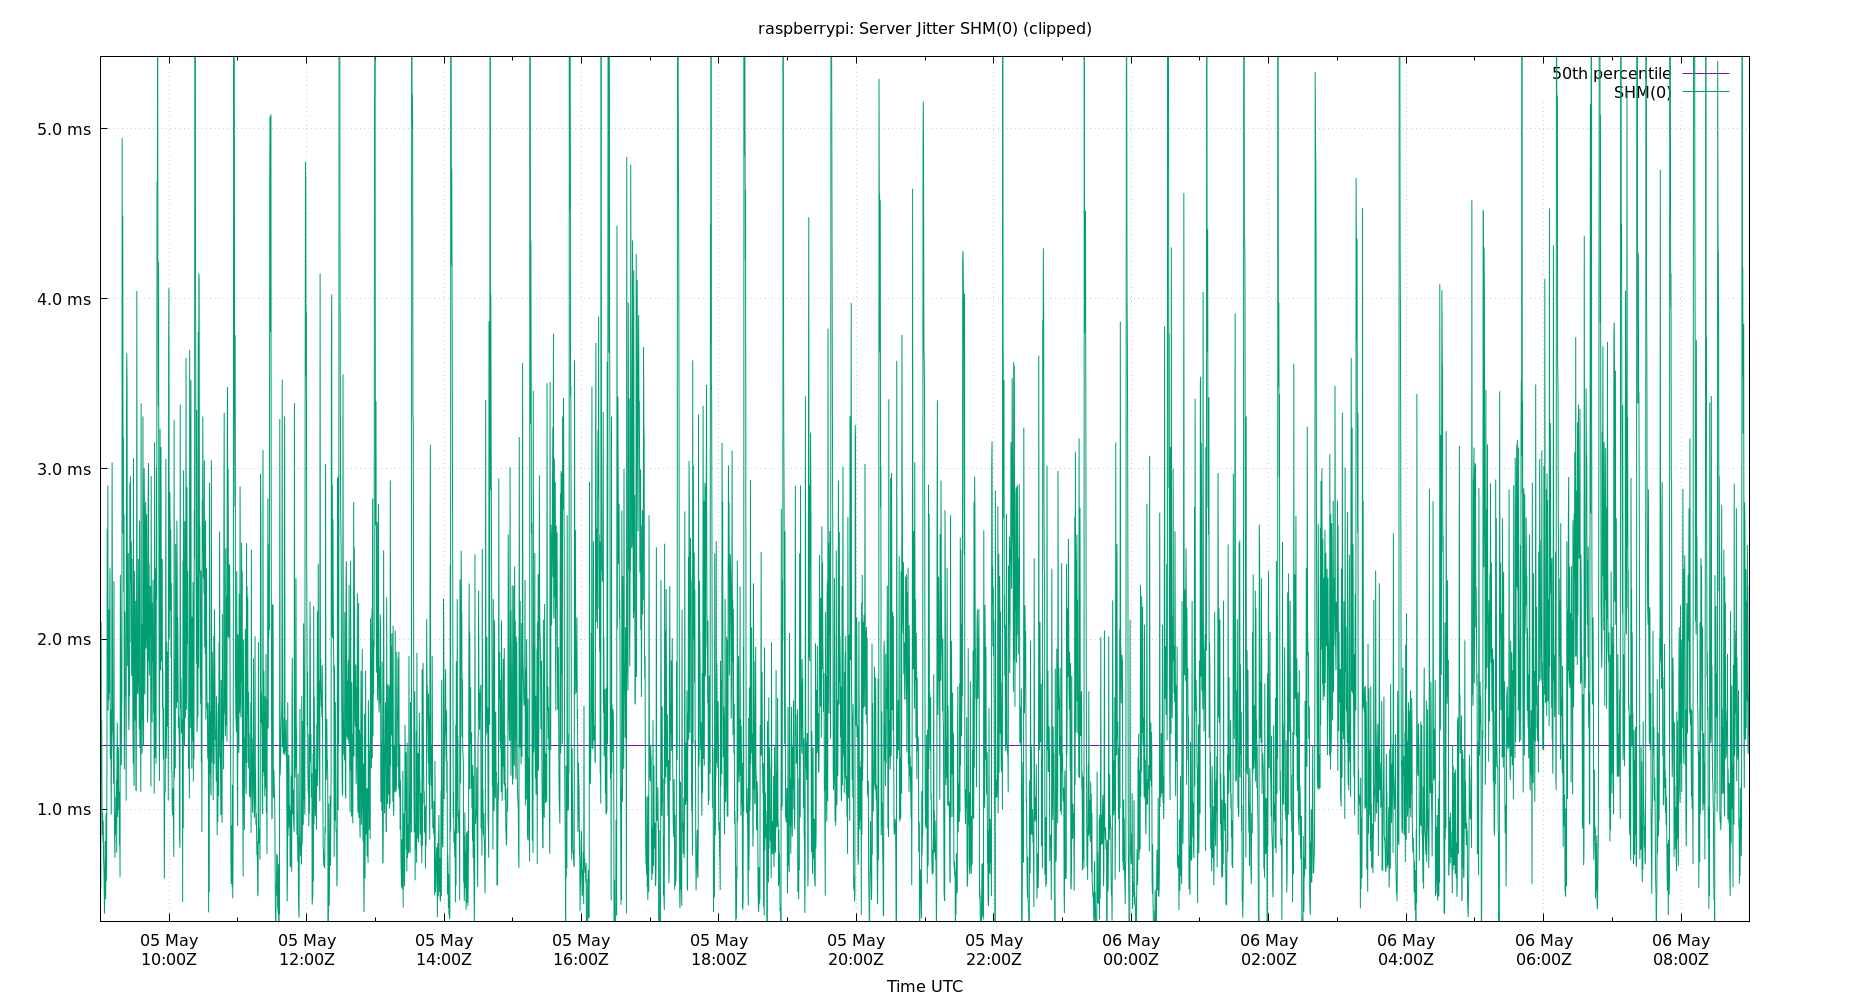 raspberrypi: Server Jitter SHM(0) (clipped)
50th percentile
SHM(0)
5.0 ms
4.0 ms
3.0 ms
2.0 ms
1.0 ms
05 May 05 May 05 May 05 May 05 May 05 May 05 May 06 May 06 May 06 May 06 May 06 May
10:00Z 12:00Z 14:00Z 16:00Z 18:00Z 20:00Z 22:00Z 00:00Z 02:00Z 04:00Z 06:00Z 08:00Z
Time UTC